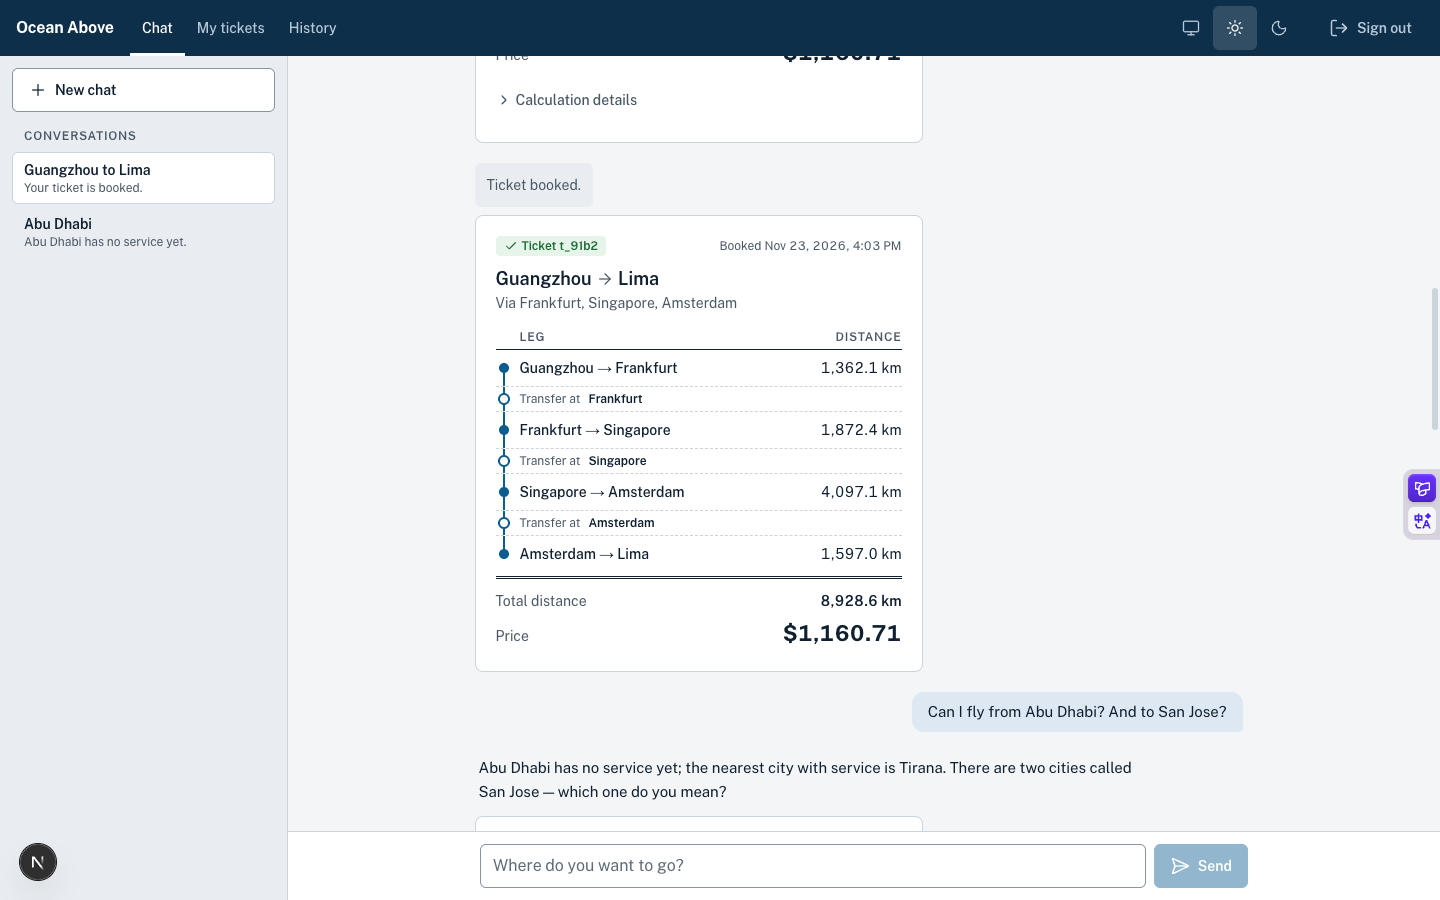 Ocean Above
Chat
My tickets
History
Sign out
New chat
CONVERSATIONS
Guangzhou to Lima
Your ticket is booked.
Abu Dhabi
Abu Dhabi has no service yet.
Price $1,160.71
Calculation details
Ticket booked.
Ticket t_91b2 Booked Nov 23, 2026, 4:03 PM
Guangzhou → Lima
Via Frankfurt, Singapore, Amsterdam
LEG DISTANCE
Guangzhou → Frankfurt 1,362.1 km
Transfer at Frankfurt
Frankfurt → Singapore 1,872.4 km
Transfer at Singapore
Singapore → Amsterdam 4,097.1 km
Transfer at Amsterdam
Amsterdam → Lima 1,597.0 km
Total distance 8,928.6 km
Price $1,160.71
Can I fly from Abu Dhabi? And to San Jose?
Abu Dhabi has no service yet; the nearest city with service is Tirana. There are two cities called
San Jose — which one do you mean?
Where do you want to go?
Send
N
中A